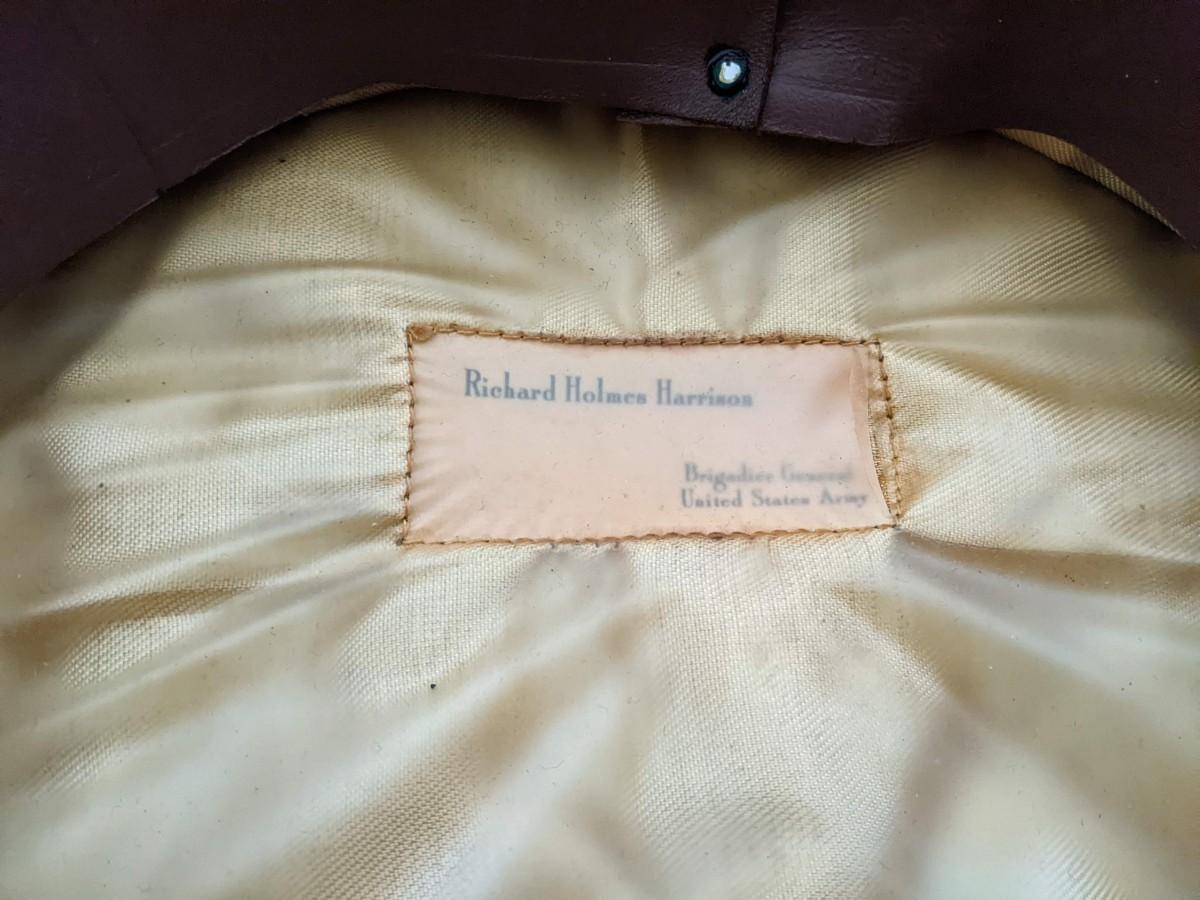 Richard Holmes Harrison
Brigadier General
United States Army